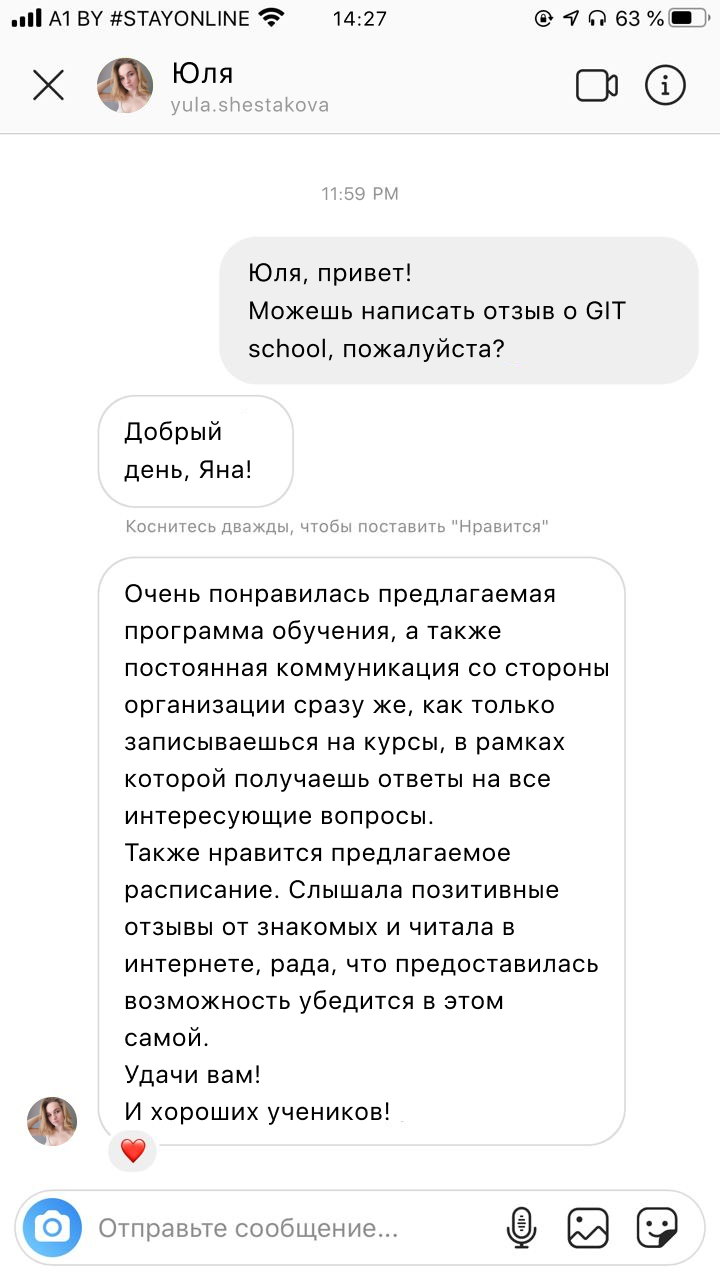 A1 BY #STAYONLINE 14:27 63 %
Юля
yula.shestakova
11:59 PM
Юля, привет!
Можешь написать отзыв о GIT
school, пожалуйста?
Добрый
день, Яна!
Коснитесь дважды, чтобы поставить "Нравится"
Очень понравилась предлагаемая
программа обучения, а также
постоянная коммуникация со стороны
организации сразу же, как только
записываешься на курсы, в рамках
которой получаешь ответы на все
интересующие вопросы.
Также нравится предлагаемое
расписание. Слышала позитивные
отзывы от знакомых и читала в
интернете, рада, что предоставилась
возможность убедится в этом
самой.
Удачи вам!
И хороших учеников!
Отправьте сообщение...